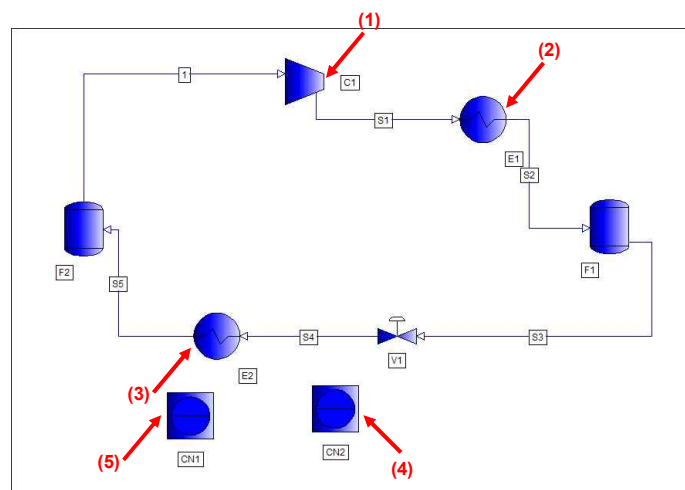 (1)
(2)
1
C1
S1
E1
S2
F2
F1
S5
S4
S3
V1
E2
(3)
(5)
(4)
CN1
CN2